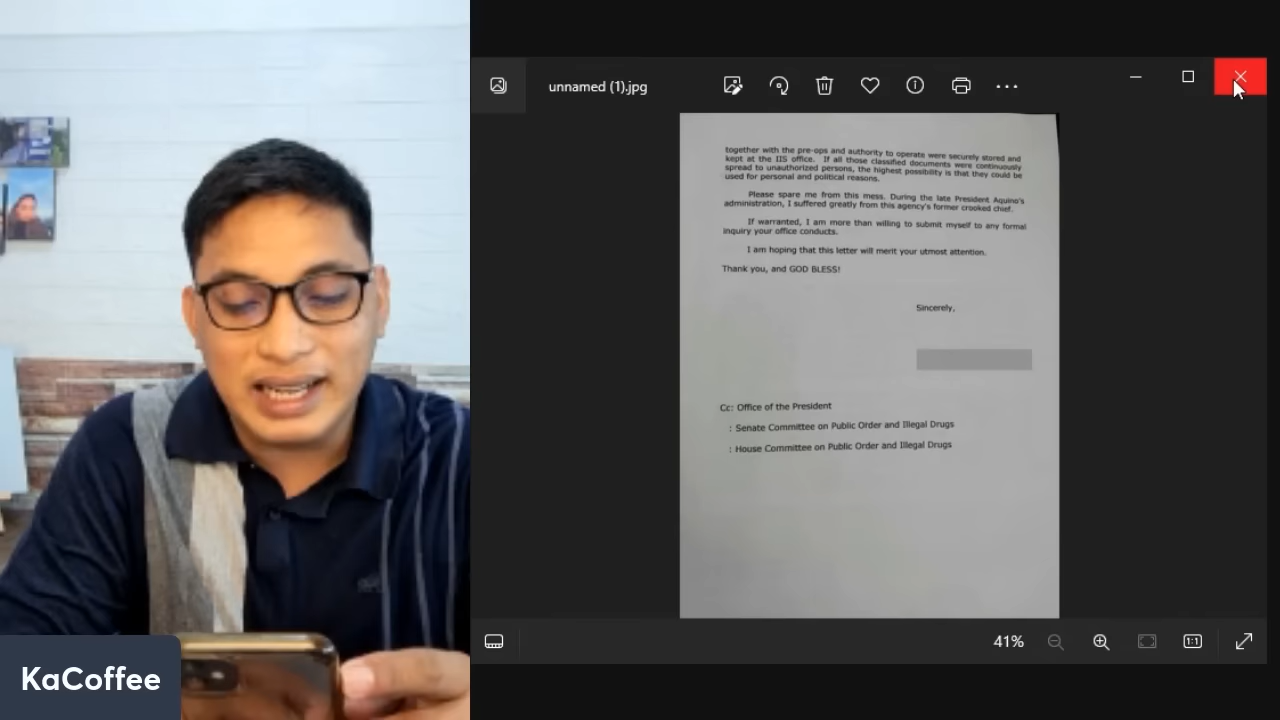 unnamed (1).jpg
together with the pre-ops and authority to operate were securely stored and
kept at the IIS office. If all those classified documents were continuously
spread to unauthorized persons, the highest possibility is that they could be
used for personal and political reasons.
Please spare me from this mess. During the late President Aquino's
administration, I suffered greatly from this agency's former crooked chief.
If warranted, I am more than willing to submit myself to any formal
inquiry your office conducts.
I am hoping that this letter will merit your utmost attention.
Thank you, and GOD BLESS!
Sincerely,
Cc: Office of the President
: Senate Committee on Public Order and Illegal Drugs
: House Committee on Public Order and Illegal Drugs
41%
1:1
KaCoffee